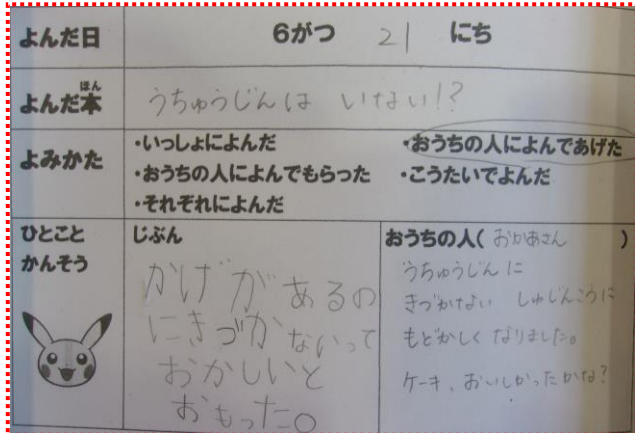 よんだ日 6がつ 21 にち
ほん
よんだ本 うちゅうじんは いない!?
よみかた
・いっしょによんだ ・おうちの人によんであげた
・おうちの人によんでもらった ・こうたいでよんだ
・それぞれによんだ
ひとこと
かんそう
じぶん
かげがあるの
にきづかないって
おかしいと
おもった。
おうちの人( おかあさん )
うちゅうじんに
きづかない しゅじんこうに
もどかしく なりました。
ケーキ、おいしかったかな?